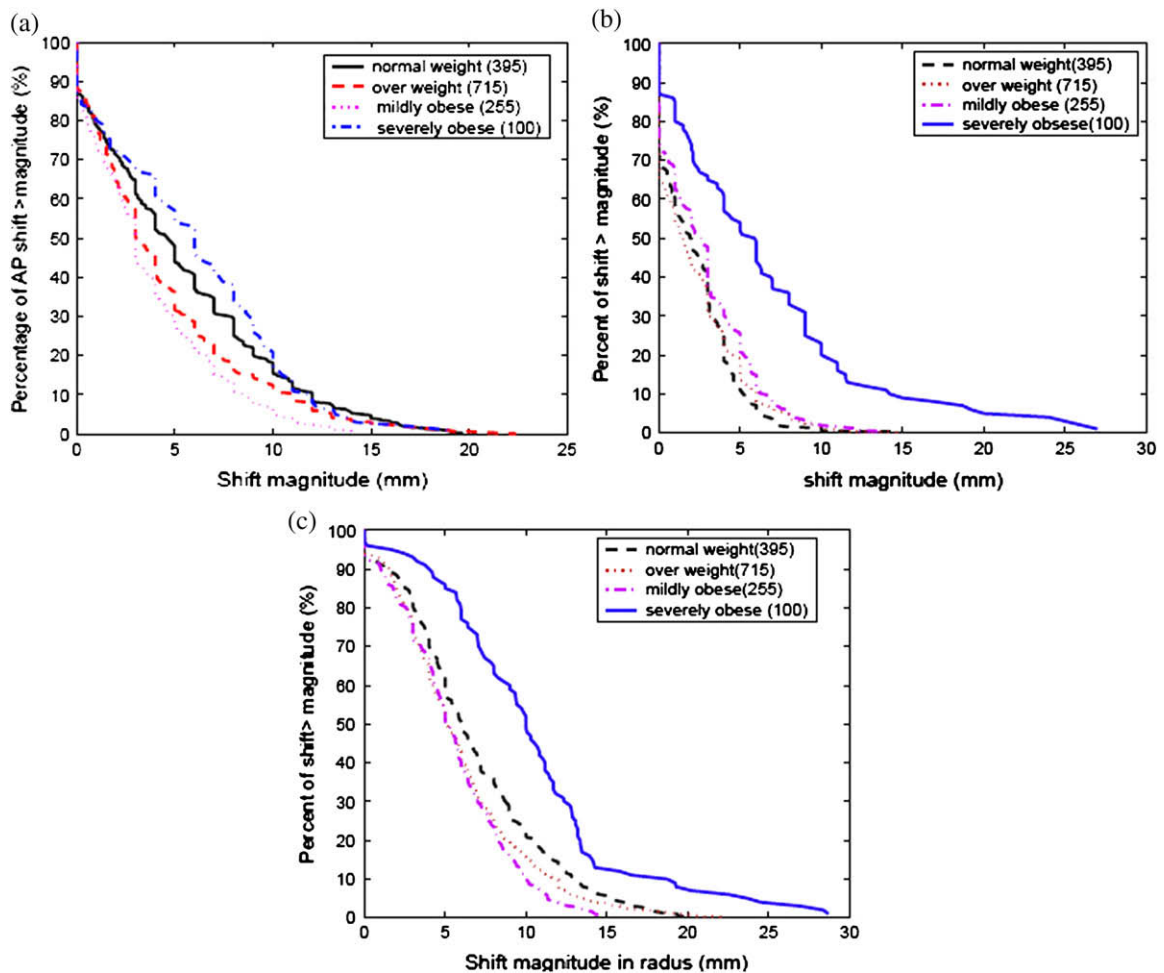 (a)
100
90
80
70
60
50
40
30
20
10
0
Percentage of AP shift >magnitude (%)
normal weight (395)
over weight (715)
mildly obese (255)
severely obese (100)
0 5 10 15 20 25
Shift magnitude (mm)
(b)
100
90
80
70
60
50
40
30
20
10
0
Percent of shift > magnitude (%)
normal weight(395)
over weight (715)
mildly obese (255)
severely obsese(100)
0 5 10 15 20 25 30
shift magnitude (mm)
(c)
100
90
80
70
60
50
40
30
20
10
0
Percent of shift> magnitude (%)
normal weight(395)
over weight(715)
mildly obese(255)
severely obese (100)
0 5 10 15 20 25 30
Shift magnitude in radus (mm)